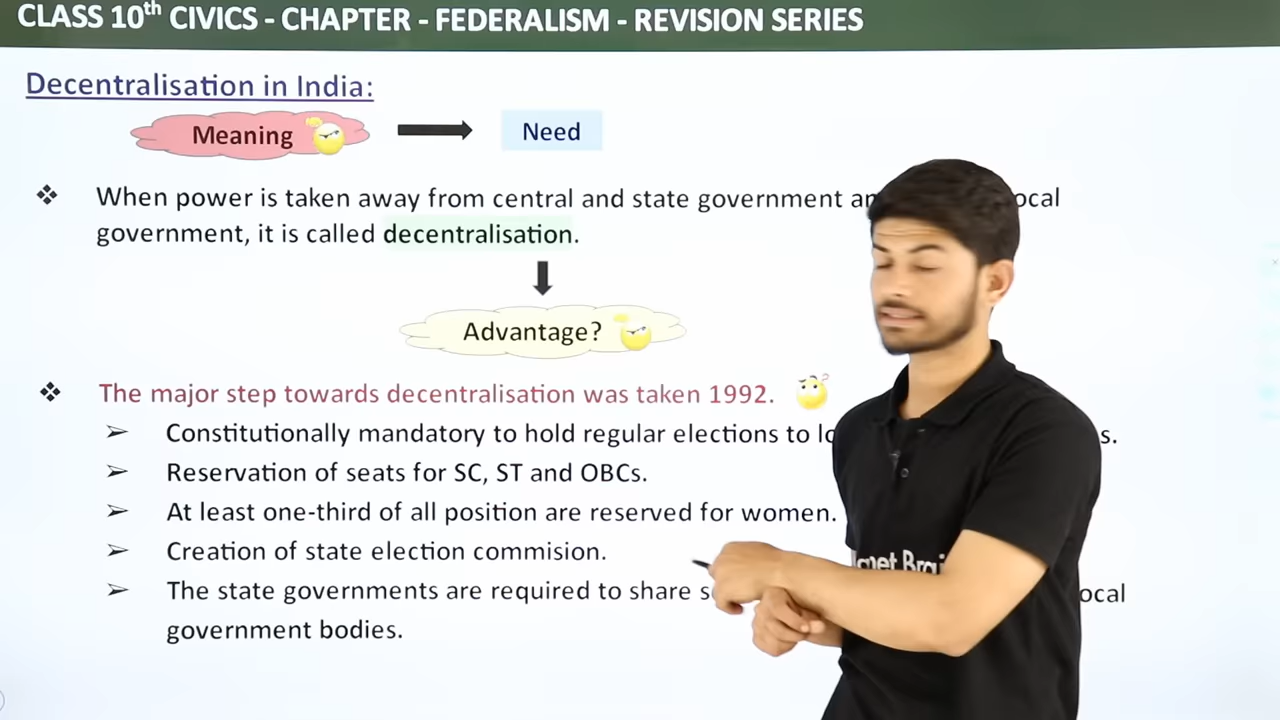 CLASS 10th CIVICS - CHAPTER - FEDERALISM - REVISION SERIES
Decentralisation in India:
Meaning
Need
When power is taken away from central and state government
government, it is called decentralisation.
Advantage?
The major step towards decentralisation was taken 1992.
Constitutionally mandatory to hold regular elections to
Reservation of seats for SC, ST and OBCs.
At least one-third of all position are reserved for women.
Creation of state election commision.
The state governments are required to share
government bodies.